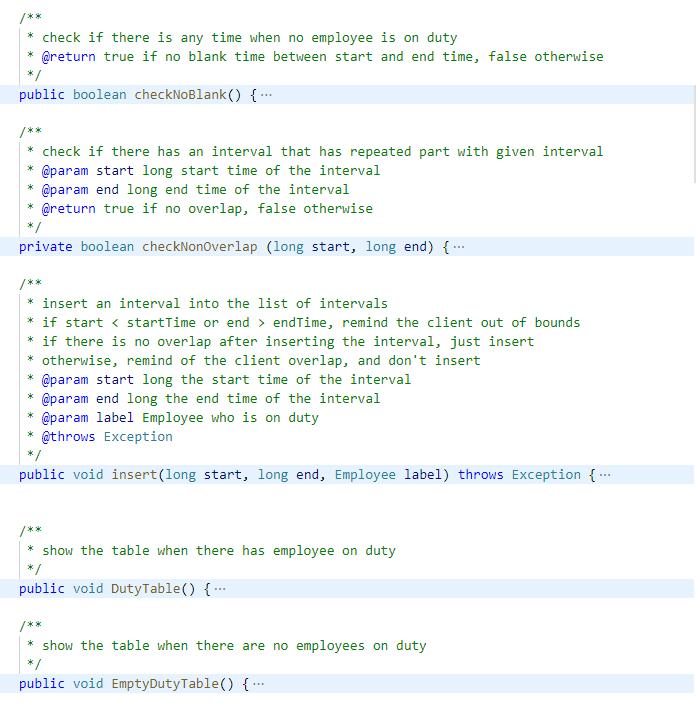 /**
* check if there is any time when no employee is on duty
* @return true if no blank time between start and end time, false otherwise
*/
public boolean checkNoBlank() {···
/**
* check if there has an interval that has repeated part with given interval
* @param start long start time of the interval
* @param end long end time of the interval
* @return true if no overlap, false otherwise
*/
private boolean checkNonOverlap (long start, long end) {···
/**
* insert an interval into the list of intervals
* if start < startTime or end > endTime, remind the client out of bounds
* if there is no overlap after inserting the interval, just insert
* otherwise, remind of the client overlap, and don't insert
* @param start long the start time of the interval
* @param end long the end time of the interval
* @param label Employee who is on duty
* @throws Exception
*/
public void insert(long start, long end, Employee label) throws Exception {···
/**
* show the table when there has employee on duty
*/
public void DutyTable() {···
/**
* show the table when there are no employees on duty
*/
public void EmptyDutyTable() {···